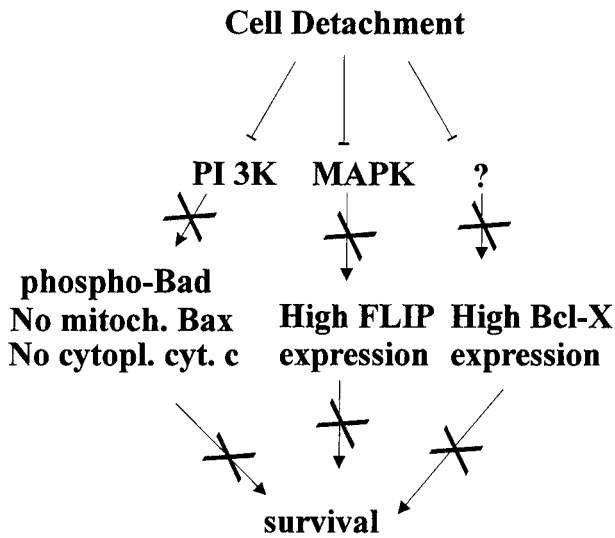 Cell Detachment
PI 3K MAPK ?
phospho-Bad
No mitoch. Bax High FLIP High Bcl-X
No cytopl. cyt. c expression expression
survival